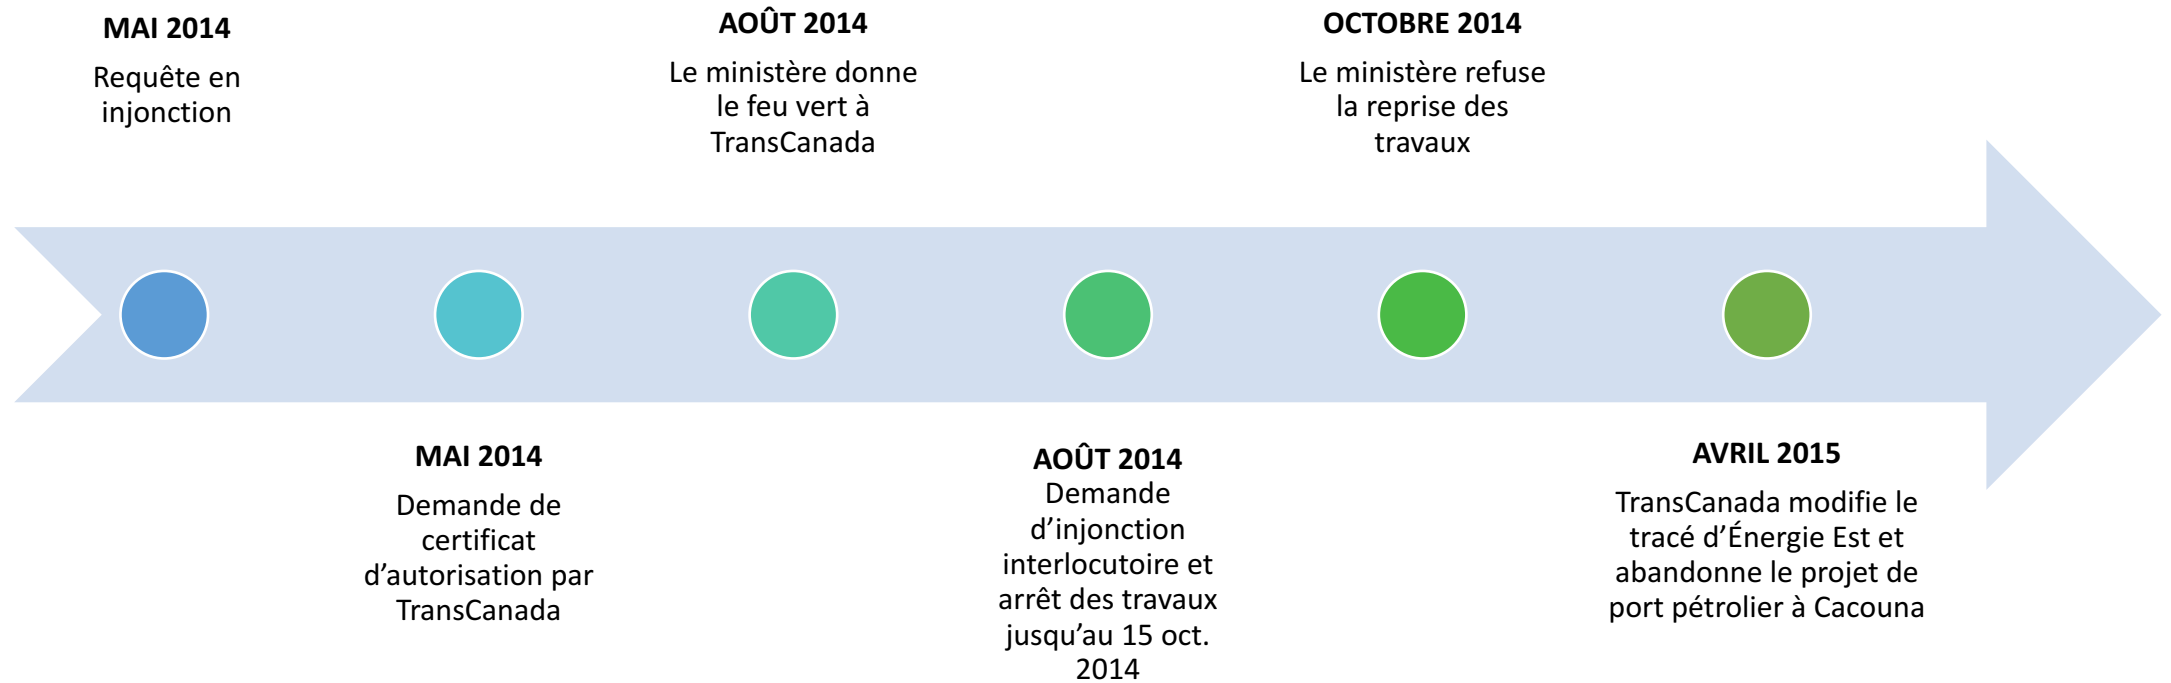 MAI 2014
Requête en
injonction
MAI 2014
Demande de
certificat
d’autorisation par
TransCanada
AOÛT 2014
Le ministère donne
le feu vert à
TransCanada
AOÛT 2014
Demande
d’injonction
interlocutoire et
arrêt des travaux
jusqu’au 15 oct.
2014
OCTOBRE 2014
Le ministère refuse
la reprise des
travaux
AVRIL 2015
TransCanada modifie le
tracé d’Énergie Est et
abandonne le projet de
port pétrolier à Cacouna